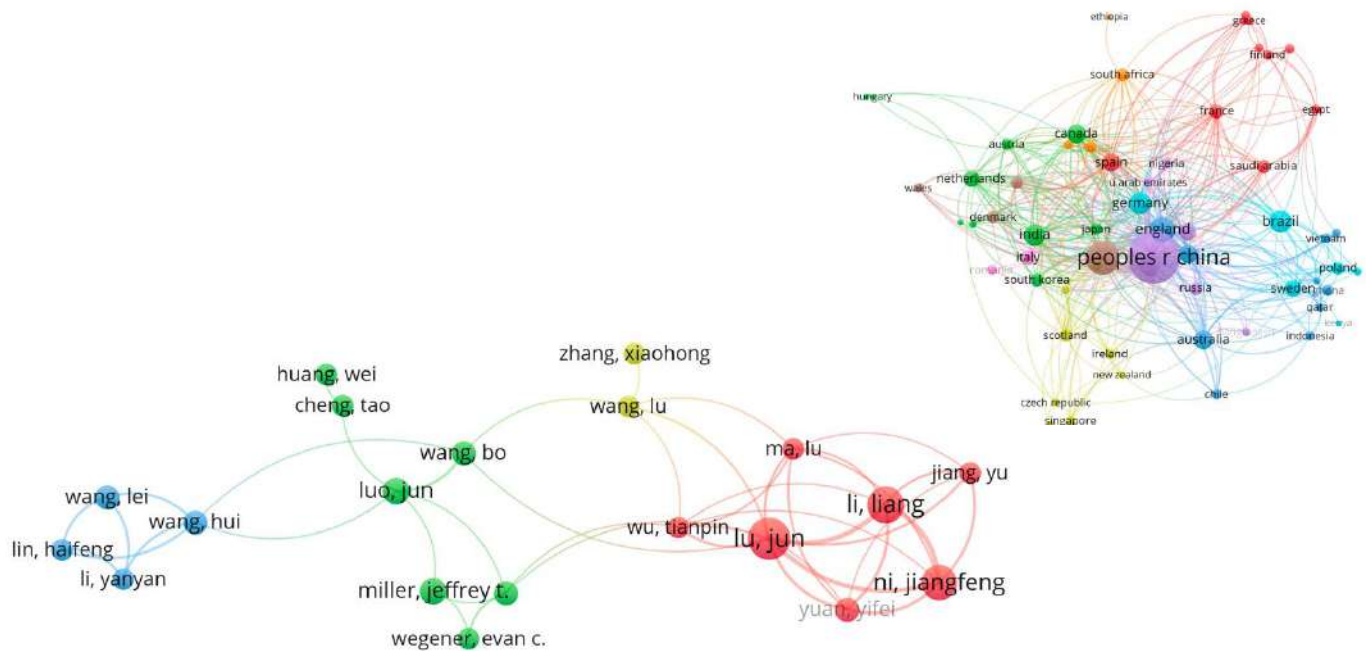 ethiopia
greece
finland
south africa
hungary
france
egypt
canada
austria
spain
nigeria
saudi arabia
netherlands
u arab emirates
wales
germany
denmark
brazil
india
japan
england
vietnam
italy
peoples r china
romania
poland
south korea
russia
sweden
qatar
scotland
australia
indonesia
ireland
new zealand
chile
czech republic
singapore
zhang, xiaohong
huang, wei
cheng, tao
wang, lu
wang, bo
ma, lu
jiang, yu
wang, lei
luo, jun
li, liang
wang, hui
wu, tianpin
lu, jun
lin, haifeng
li, yanyan
miller, jeffrey t.
ni, jiangfeng
yuan, yifei
wegener, evan c.